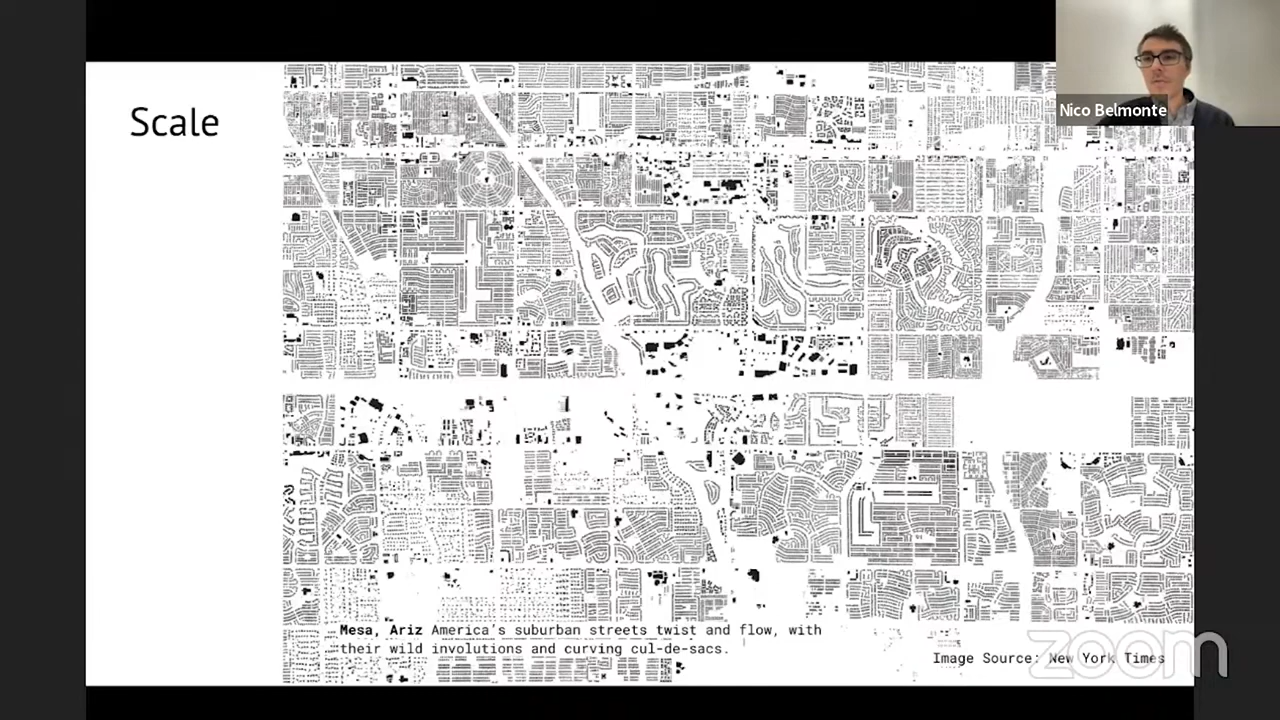 Scale
Nico Belmonte
Mesa, Ariz America's suburban streets twist and flow, with
their wild involutions and curving cul-de-sacs.
Image Source: New York Times
zoom